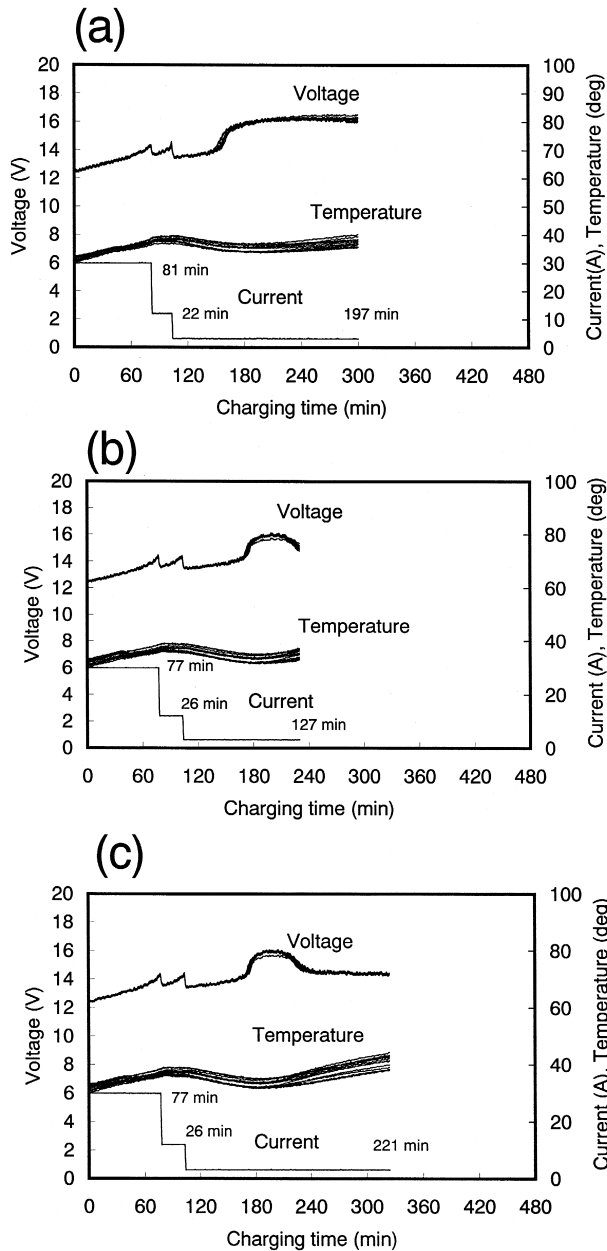 (a)
20
18
16
14
12
10
8
6
4
2
0
Voltage (V)
100
90
80
70
60
50
40
30
20
10
0
Current(A), Temperature (deg)
Voltage
Temperature
81 min
Current
22 min
197 min
0 60 120 180 240 300 360 420 480
Charging time (min)
(b)
20
18
16
14
12
10
8
6
4
2
0
Voltage (V)
100
80
60
40
20
0
Current (A), Temperature (deg)
Voltage
Temperature
77 min
26 min
Current
127 min
0 60 120 180 240 300 360 420 480
Charging time (min)
(c)
20
18
16
14
12
10
8
6
4
2
0
Voltage (V)
100
80
60
40
20
0
Current (A), Temperature (deg)
Voltage
Temperature
77 min
26 min
Current
221 min
0 60 120 180 240 300 360 420 480
Charging time (min)